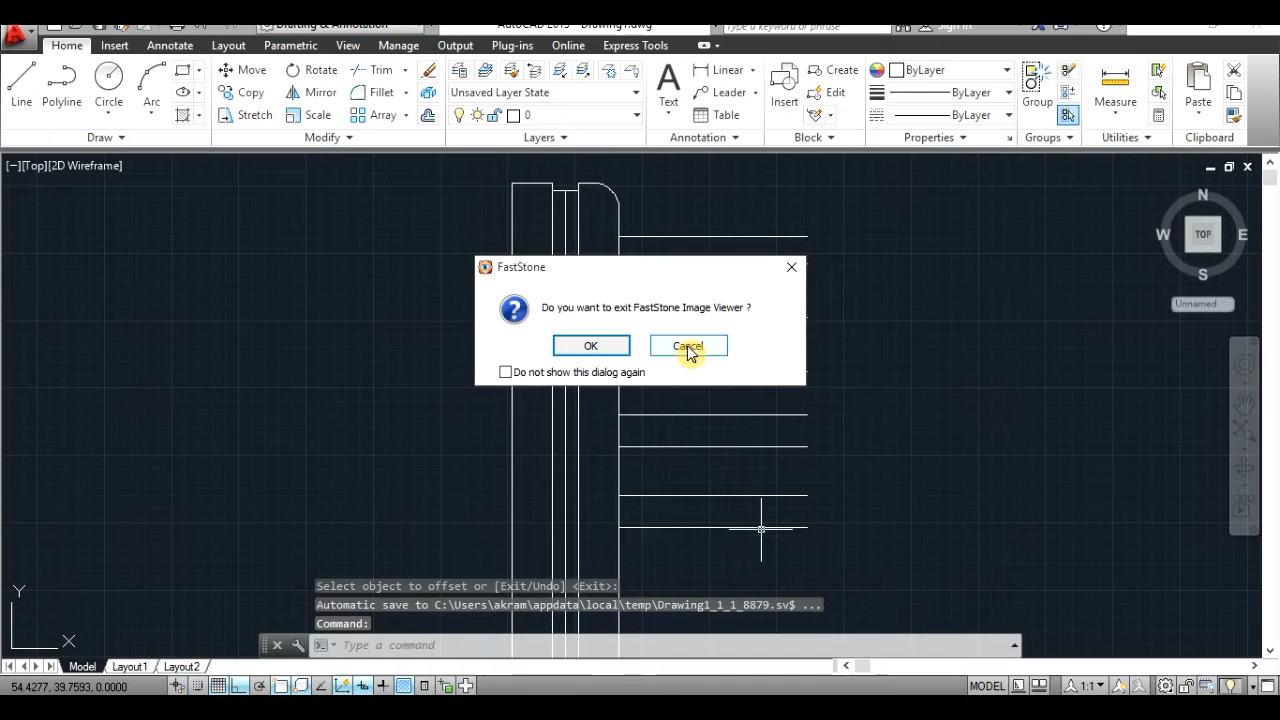 Drafting & Annotation
AutoCAD 2013 Drawing1.dwg
Type a keyword or phrase
Sign In
Home Insert Annotate Layout Parametric View Manage Output Plug-ins Online Express Tools
Line Polyline Circle Arc
Move Rotate Trim
Copy Mirror Fillet
Stretch Scale Array
Unsaved Layer State
0
Text
Linear
Leader
Table
Insert
Create
Edit
ByLayer
ByLayer
ByLayer
Group
Measure
Paste
Draw Modify Layers Annotation Block Properties Groups Utilities Clipboard
[−][Top][2D Wireframe]
N
W TOP E
S
Unnamed
FastStone
Do you want to exit FastStone Image Viewer ?
OK Cancel
Do not show this dialog again
Select object to offset or [Exit/Undo] <Exit>:
Automatic save to C:\Users\akram\appdata\local\temp\Drawing1_1_1_8879.sv$ ...
Command:
Type a command
Y
X
Model Layout1 Layout2
54.4277, 39.7593, 0.0000
MODEL
1:1